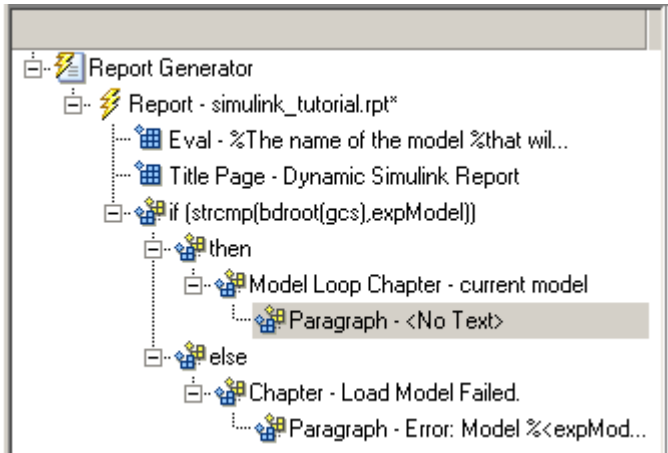 Report Generator
Report - simulink_tutorial.rpt*
Eval - %The name of the model %that wil...
Title Page - Dynamic Simulink Report
if (strcmp(bdroot(gcs),expModel))
then
Model Loop Chapter - current model
Paragraph - <No Text>
else
Chapter - Load Model Failed.
Paragraph - Error: Model %<expMod...